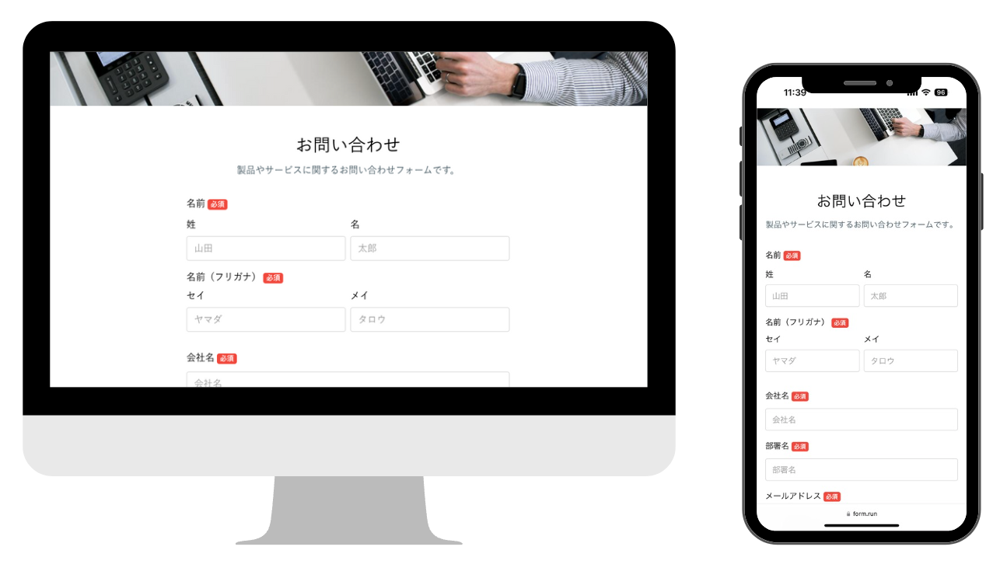 お問い合わせ
製品やサービスに関するお問い合わせフォームです。
名前 必須
姓 名
山田 太郎
名前（フリガナ） 必須
セイ メイ
ヤマダ タロウ
会社名 必須
会社名
11:39 96
お問い合わせ
製品やサービスに関するお問い合わせフォームです。
名前 必須
姓 名
山田 太郎
名前（フリガナ） 必須
セイ メイ
ヤマダ タロウ
会社名 必須
会社名
部署名 必須
部署名
メールアドレス 必須
form.run